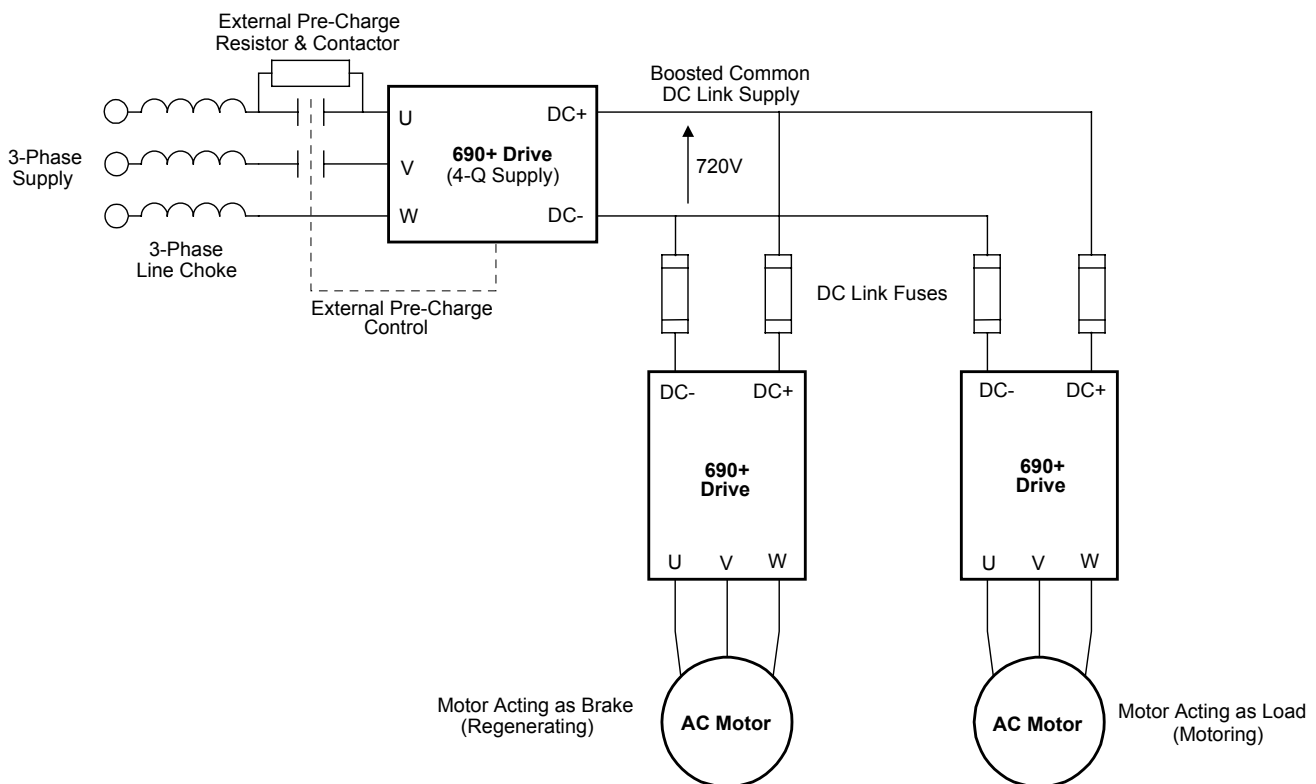 External Pre-Charge
Resistor & Contactor
3-Phase
Supply
3-Phase
Line Choke
External Pre-Charge
Control
U
V
W
690+ Drive
(4-Q Supply)
DC+
DC-
Boosted Common
DC Link Supply
720V
DC Link Fuses
DC-
DC+
690+
Drive
U
V
W
DC-
DC+
690+
Drive
U
V
W
Motor Acting as Brake
(Regenerating)
AC Motor
AC Motor
Motor Acting as Load
(Motoring)